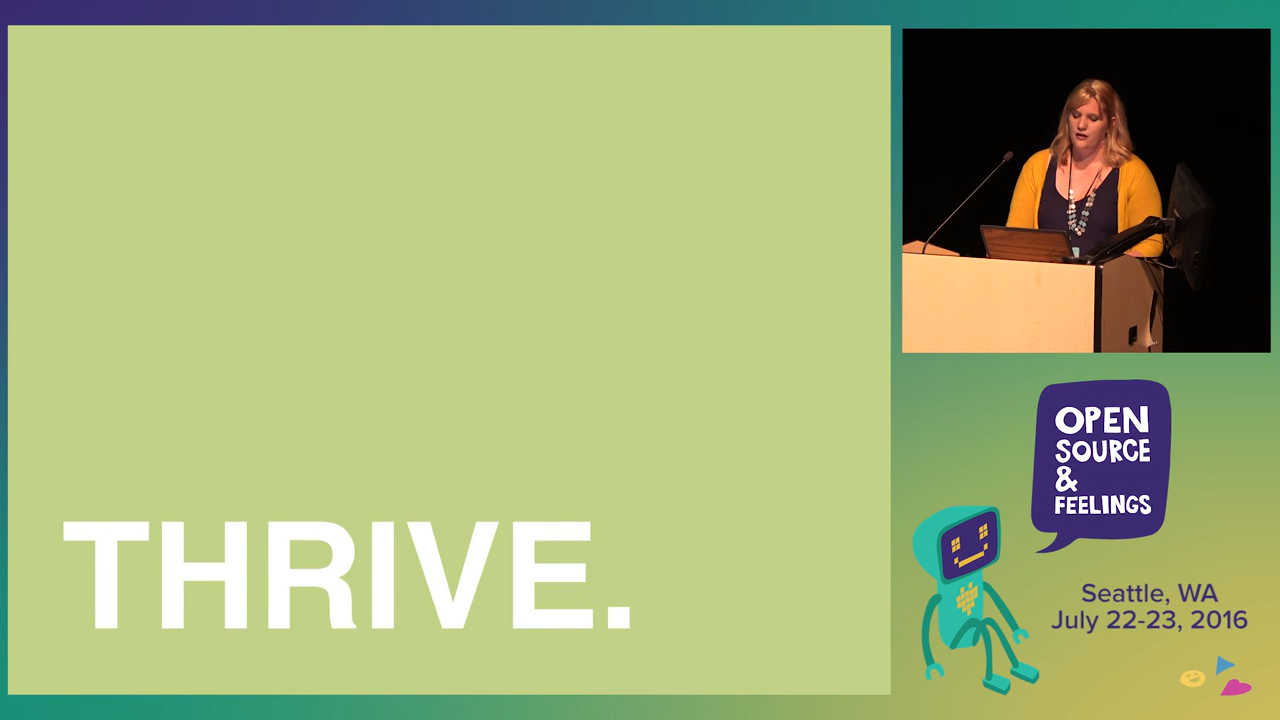 THRIVE.
OPEN
SOURCE
&
FEELINGS
Seattle, WA
July 22-23, 2016